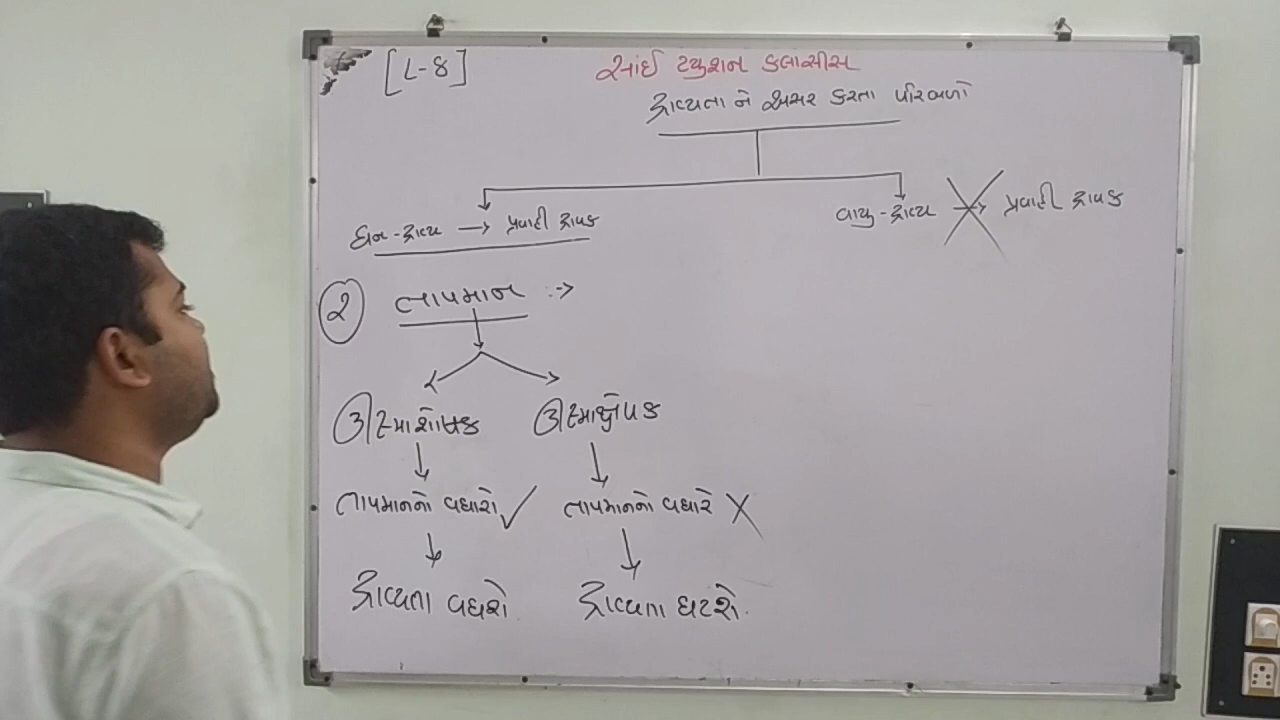 [L-8]
સાંઈ ટ્યુશન ક્લાસીસ
દ્રાવ્યતા ને અસર કરતા પરિબળો
ઘન-દ્રાવ્ય → પ્રવાહી દ્રાવક
વાયુ-દ્રાવ્ય → પ્રવાહી દ્રાવક
૨ તાપમાન :→
ઉષ્માશોષક
ઉષ્માક્ષેપક
તાપમાનનો વધારો ✓
તાપમાનનો વધારો X
દ્રાવ્યતા વધશે
દ્રાવ્યતા ઘટશે.